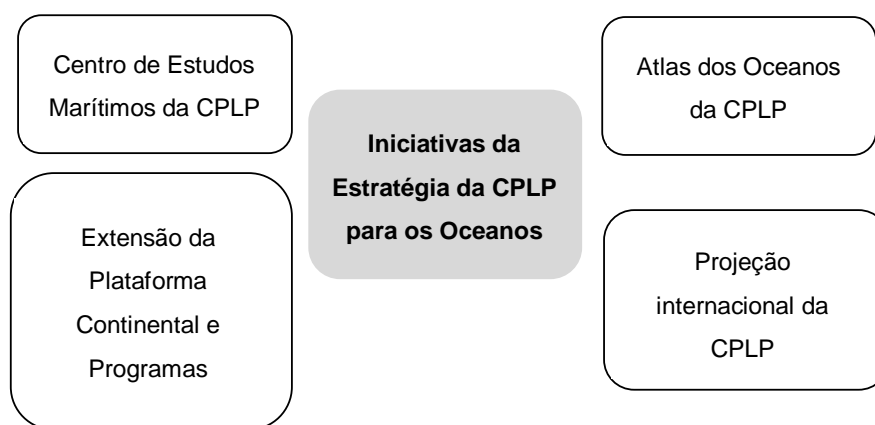 Centro de Estudos
Marítimos da CPLP
Extensão da
Plataforma
Continental e
Programas
Iniciativas da
Estratégia da CPLP
para os Oceanos
Atlas dos Oceanos
da CPLP
Projeção
internacional da
CPLP